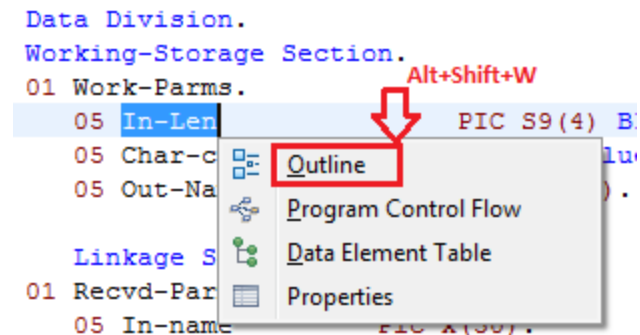 Data Division.
Working-Storage Section.
01 Work-Parms.
Alt+Shift+W
05 In-Len PIC S9(4)
05 Char-c
Outline
05 Out-Na ).
Program Control Flow
Linkage S
Data Element Table
01 Recvd-Par
Properties
05 In-name PIC X(30).